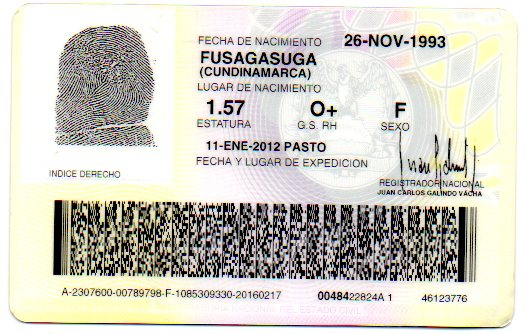 FECHA DE NACIMIENTO 26-NOV-1993
FUSAGASUGA
(CUNDINAMARCA)
LUGAR DE NACIMIENTO
1.57 O+ F
ESTATURA G.S. RH SEXO
11-ENE-2012 PASTO
FECHA Y LUGAR DE EXPEDICION
INDICE DERECHO
REGISTRADOR NACIONAL
JUAN CARLOS GALINDO VÁCHA
A-2307600-00789798-F-1085309330-20160217 0048422824A 1 46123776